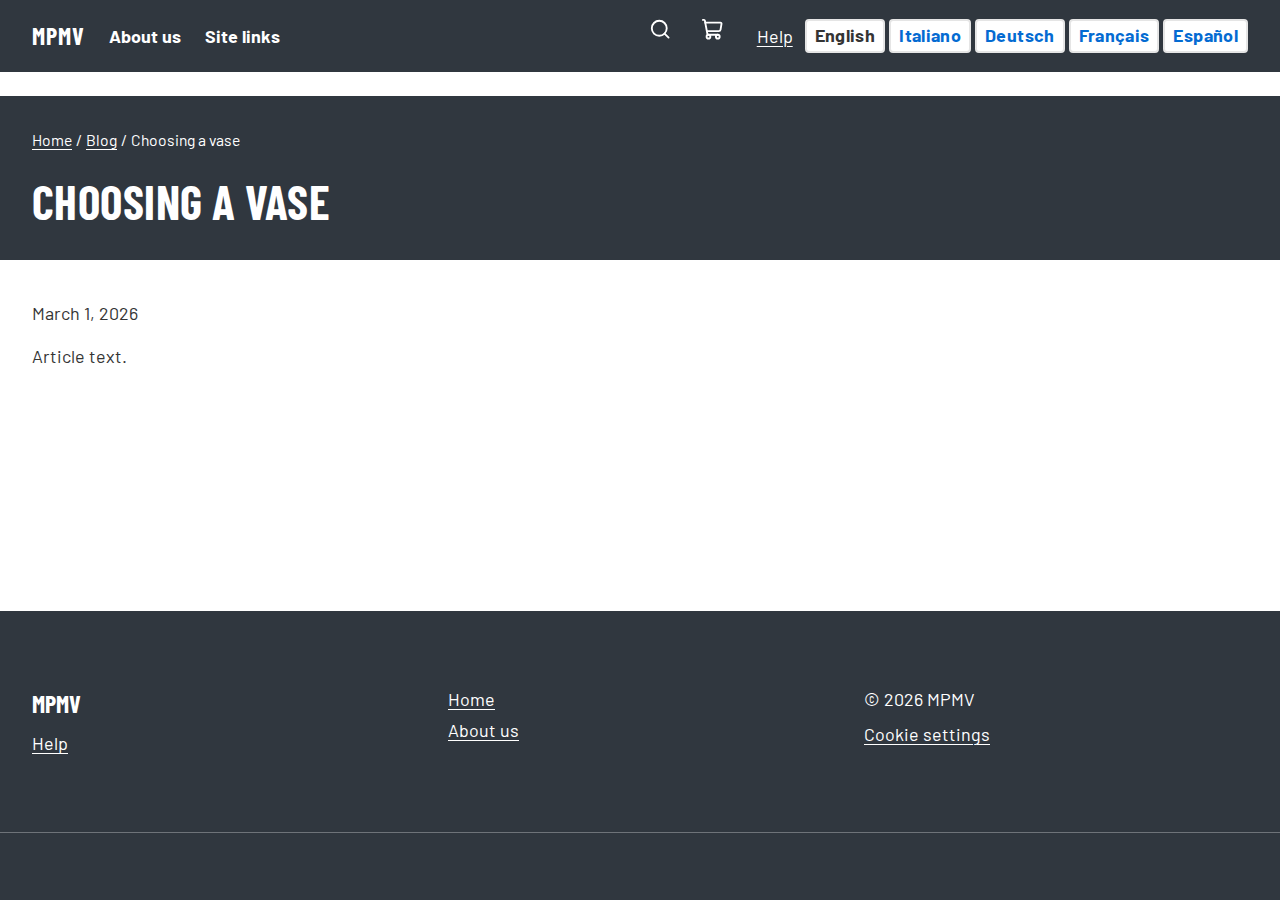 MPMV About us Site links Help English Italiano Deutsch Français Español
Home / Blog / Choosing a vase
CHOOSING A VASE
March 1, 2026
Article text.
MPMV
Help
Home
About us
© 2026 MPMV
Cookie settings